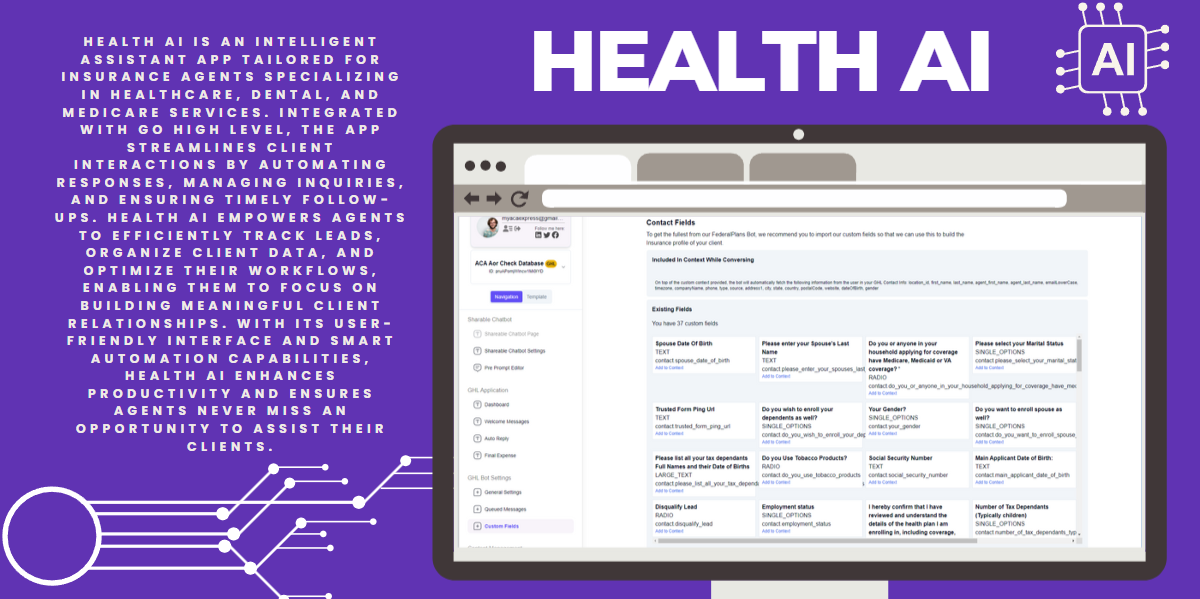 HEALTH AI IS AN INTELLIGENT
ASSISTANT APP TAILORED FOR
INSURANCE AGENTS SPECIALIZING
IN HEALTHCARE, DENTAL, AND
MEDICARE SERVICES. INTEGRATED
WITH GO HIGH LEVEL, THE APP
STREAMLINES CLIENT
INTERACTIONS BY AUTOMATING
RESPONSES, MANAGING INQUIRIES,
AND ENSURING TIMELY FOLLOW-
UPS. HEALTH AI EMPOWERS AGENTS
TO EFFICIENTLY TRACK LEADS,
ORGANIZE CLIENT DATA, AND
OPTIMIZE THEIR WORKFLOWS,
ENABLING THEM TO FOCUS ON
BUILDING MEANINGFUL CLIENT
RELATIONSHIPS. WITH ITS USER-
FRIENDLY INTERFACE AND SMART
AUTOMATION CAPABILITIES,
HEALTH AI ENHANCES
PRODUCTIVITY AND ENSURES
AGENTS NEVER MISS AN
OPPORTUNITY TO ASSIST THEIR
CLIENTS.
HEALTH AI
AI
myacaexpress@gmail...
Follow me here
ACA Aor Check Database GHL
Navigation Template
Sharable Chatbot
Shareable Chatbot Page
Shareable Chatbot Settings
Pre Prompt Editor
GHL Application
Dashboard
Welcome Messages
Auto Reply
Final Expense
GHL Bot Settings
General Settings
Queued Messages
Custom Fields
Contact Fields
To get the fullest from our FederalPlans Bot, we recommend you to import our custom fields so that we can use this to build the
Insurance profile of your client.
Included In Context While Conversing
On top of the custom context provided, the bot will automatically fetch the following information from the user in your GHL Contact Info: location_id, first_name, last_name, agent_first_name, agent_last_name, emailLowerCase,
timezone, companyName, phone, type, source, address1, city, state, country, postalCode, website, dateOfBirth, gender
Existing Fields
You have 37 custom fields
Spouse Date Of Birth
TEXT
contact.spouse_date_of_birth
Add to Context
Please enter your Spouse's Last
Name
TEXT
contact.please_enter_your_spouses_last
Add to Context
Do you or anyone in your
household applying for coverage
have Medicare, Medicaid or VA
coverage? *
RADIO
contact.do_you_or_anyone_in_your_household_applying_for_coverage_have_med
Add to Context
Please select your Marital Status
SINGLE_OPTIONS
contact.please_select_your_marital_stat
Add to Context
Trusted Form Ping Url
TEXT
contact.trusted_form_ping_url
Add to Context
Do you wish to enroll your
dependents as well?
SINGLE_OPTIONS
contact.do_you_wish_to_enroll_your_dep
Add to Context
Your Gender?
SINGLE_OPTIONS
contact.your_gender
Add to Context
Do you want to enroll spouse as
well?
SINGLE_OPTIONS
contact.do_you_want_to_enroll_spouse_
Add to Context
Please list all your tax dependants
Full Names and their Date of Births
LARGE_TEXT
contact.please_list_all_your_tax_depend
Add to Context
Do you Use Tobacco Products?
RADIO
contact.do_you_use_tobacco_products
Add to Context
Social Security Number
TEXT
contact.social_security_number
Add to Context
Main Applicant Date of Birth:
TEXT
contact.main_applicant_date_of_birth
Add to Context
Disqualify Lead
RADIO
contact.disqualify_lead
Add to Context
Employment status
SINGLE_OPTIONS
contact.employment_status
Add to Context
I hereby confirm that I have
reviewed and understand the
details of the health plan I am
enrolling in, including coverage,
Number of Tax Dependants
(Typically children)
SINGLE_OPTIONS
contact.number_of_tax_dependants_typ
Add to Context